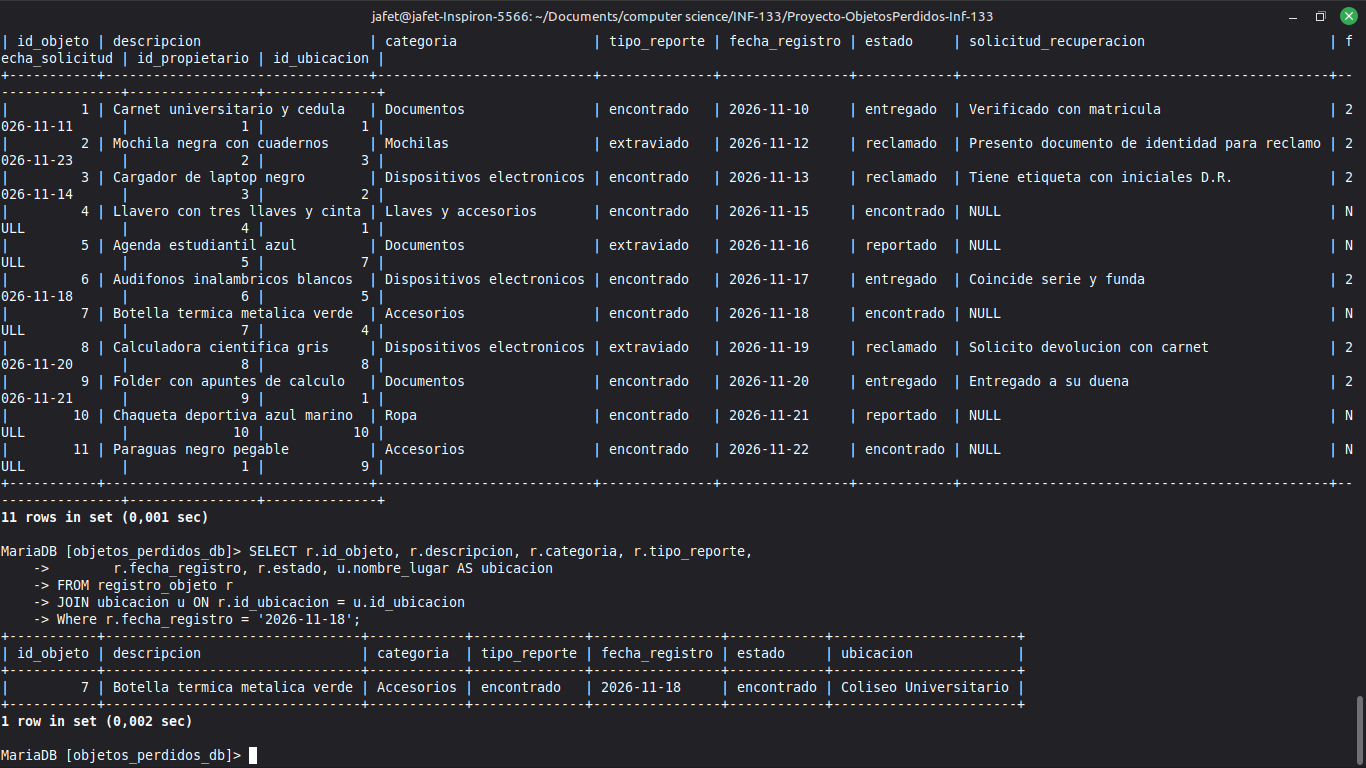 jafet@jafet-Inspiron-5566: ~/Documents/computer science/INF-133/Proyecto-ObjetosPerdidos-Inf-133
| id_objeto | descripcion                     | categoria                 | tipo_reporte | fecha_registro | estado     | solicitud_recuperacion                       | f
echa_solicitud | id_propietario | id_ubicacion |
+-----------+---------------------------------+---------------------------+--------------+----------------+------------+----------------------------------------------+--
---------------+----------------+--------------+
|         1 | Carnet universitario y cedula   | Documentos                | encontrado   | 2026-11-10     | entregado  | Verificado con matricula                     | 2
026-11-11      |              1 |            1 |
|         2 | Mochila negra con cuadernos     | Mochilas                  | extraviado   | 2026-11-12     | reclamado  | Presento documento de identidad para reclamo | 2
026-11-23      |              2 |            3 |
|         3 | Cargador de laptop negro        | Dispositivos electronicos | encontrado   | 2026-11-13     | reclamado  | Tiene etiqueta con iniciales D.R.            | 2
026-11-14      |              3 |            2 |
|         4 | Llavero con tres llaves y cinta | Llaves y accesorios       | encontrado   | 2026-11-15     | encontrado | NULL                                         | N
ULL            |              4 |            1 |
|         5 | Agenda estudiantil azul         | Documentos                | extraviado   | 2026-11-16     | reportado  | NULL                                         | N
ULL            |              5 |            7 |
|         6 | Audifonos inalambricos blancos  | Dispositivos electronicos | encontrado   | 2026-11-17     | entregado  | Coincide serie y funda                       | 2
026-11-18      |              6 |            5 |
|         7 | Botella termica metalica verde  | Accesorios                | encontrado   | 2026-11-18     | encontrado | NULL                                         | N
ULL            |              7 |            4 |
|         8 | Calculadora cientifica gris     | Dispositivos electronicos | extraviado   | 2026-11-19     | reclamado  | Solicito devolucion con carnet               | 2
026-11-20      |              8 |            8 |
|         9 | Folder con apuntes de calculo   | Documentos                | encontrado   | 2026-11-20     | entregado  | Entregado a su duena                         | 2
026-11-21      |              9 |            1 |
|        10 | Chaqueta deportiva azul marino  | Ropa                      | encontrado   | 2026-11-21     | reportado  | NULL                                         | N
ULL            |             10 |           10 |
|        11 | Paraguas negro pegable          | Accesorios                | encontrado   | 2026-11-22     | encontrado | NULL                                         | N
ULL            |              1 |            9 |
+-----------+---------------------------------+---------------------------+--------------+----------------+------------+----------------------------------------------+--
---------------+----------------+--------------+
11 rows in set (0,001 sec)
MariaDB [objetos_perdidos_db]> SELECT r.id_objeto, r.descripcion, r.categoria, r.tipo_reporte,
    ->        r.fecha_registro, r.estado, u.nombre_lugar AS ubicacion
    -> FROM registro_objeto r
    -> JOIN ubicacion u ON r.id_ubicacion = u.id_ubicacion
    -> Where r.fecha_registro = '2026-11-18';
+-----------+--------------------------------+------------+--------------+----------------+------------+-----------------------+
| id_objeto | descripcion                    | categoria  | tipo_reporte | fecha_registro | estado     | ubicacion             |
+-----------+--------------------------------+------------+--------------+----------------+------------+-----------------------+
|         7 | Botella termica metalica verde | Accesorios | encontrado   | 2026-11-18     | encontrado | Coliseo Universitario |
+-----------+--------------------------------+------------+--------------+----------------+------------+-----------------------+
1 row in set (0,002 sec)
MariaDB [objetos_perdidos_db]>